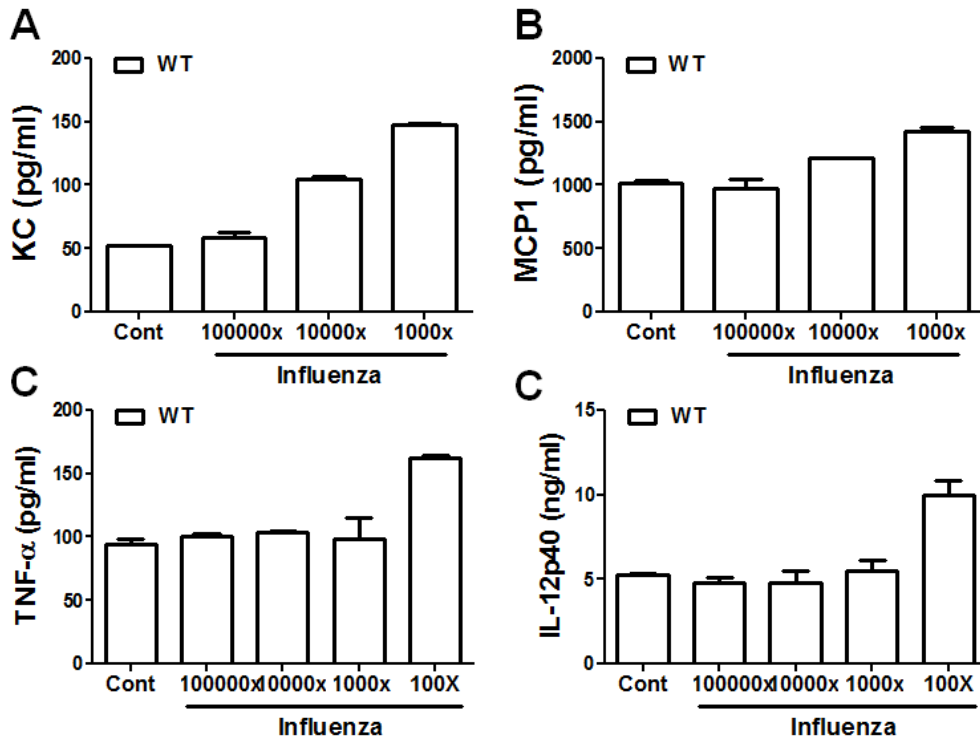 A
KC (pg/ml)
200
150
100
50
0
WT
Cont 100000x 10000x 1000x
Influenza
B
MCP1 (pg/ml)
2000
1500
1000
500
0
WT
Cont 100000x 10000x 1000x
Influenza
C
TNF-α (pg/ml)
200
150
100
50
0
WT
Cont 100000x 10000x 1000x 100X
Influenza
C
IL-12p40 (ng/ml)
15
10
5
0
WT
Cont 100000x 10000x 1000x 100X
Influenza